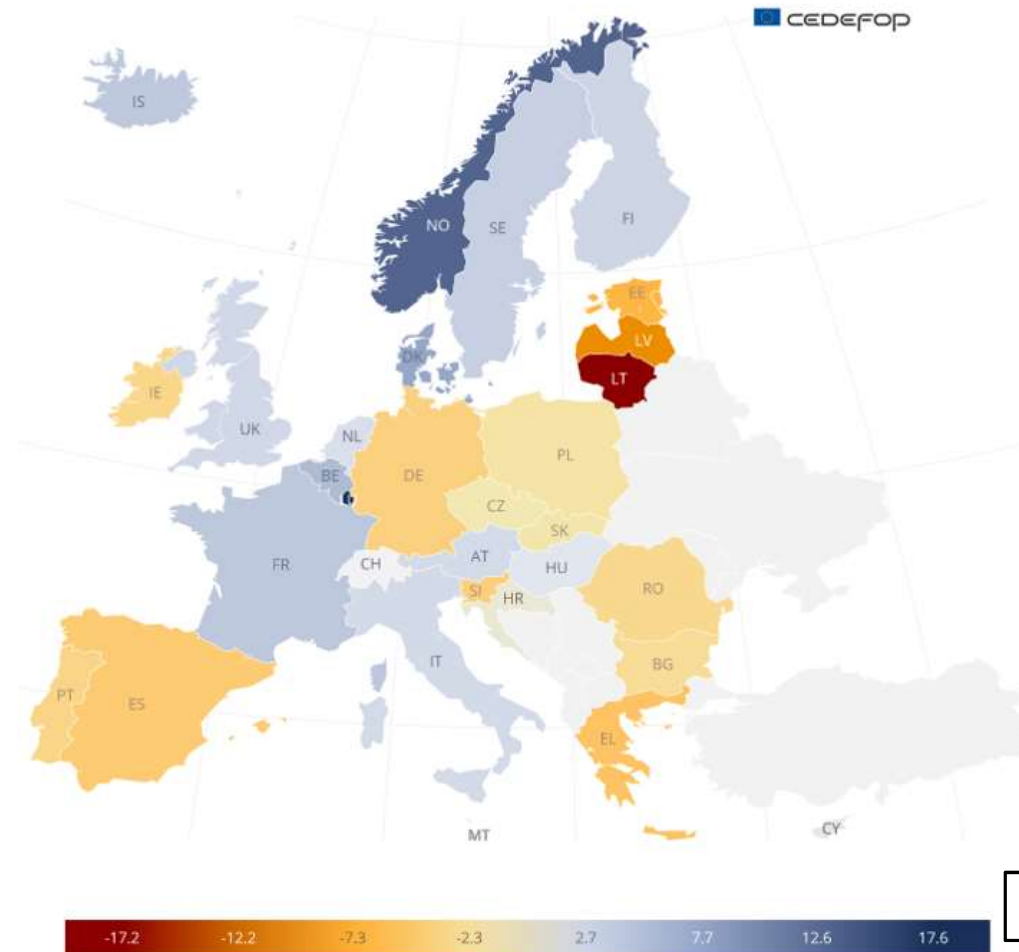 CEDEFOP
IS
NO
SE
FI
EE
LV
LT
DK
IE
UK
NL
BE
DE
PL
CZ
SK
FR
CH
AT
HU
SI
HR
RO
IT
BG
PT
ES
EL
MT
CY
-17.2 -12.2 -7.3 -2.3 2.7 7.7 12.6 17.6